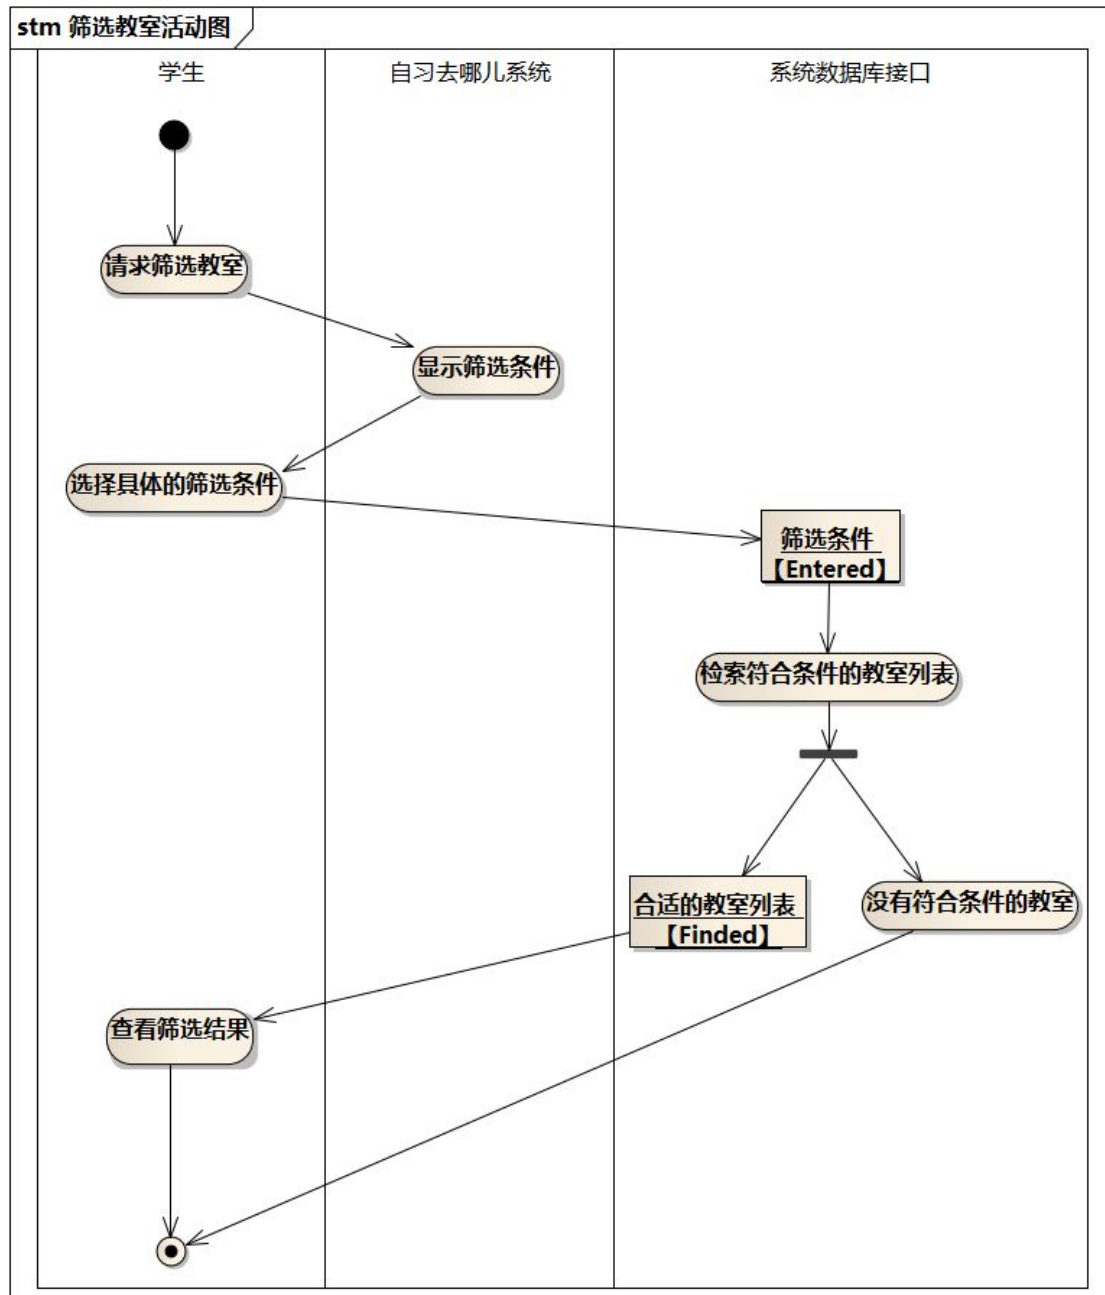 stm 筛选教室活动图
学生
自习去哪儿系统
系统数据库接口
请求筛选教室
显示筛选条件
选择具体的筛选条件
筛选条件
【Entered】
检索符合条件的教室列表
合适的教室列表
【Finded】
没有符合条件的教室
查看筛选结果